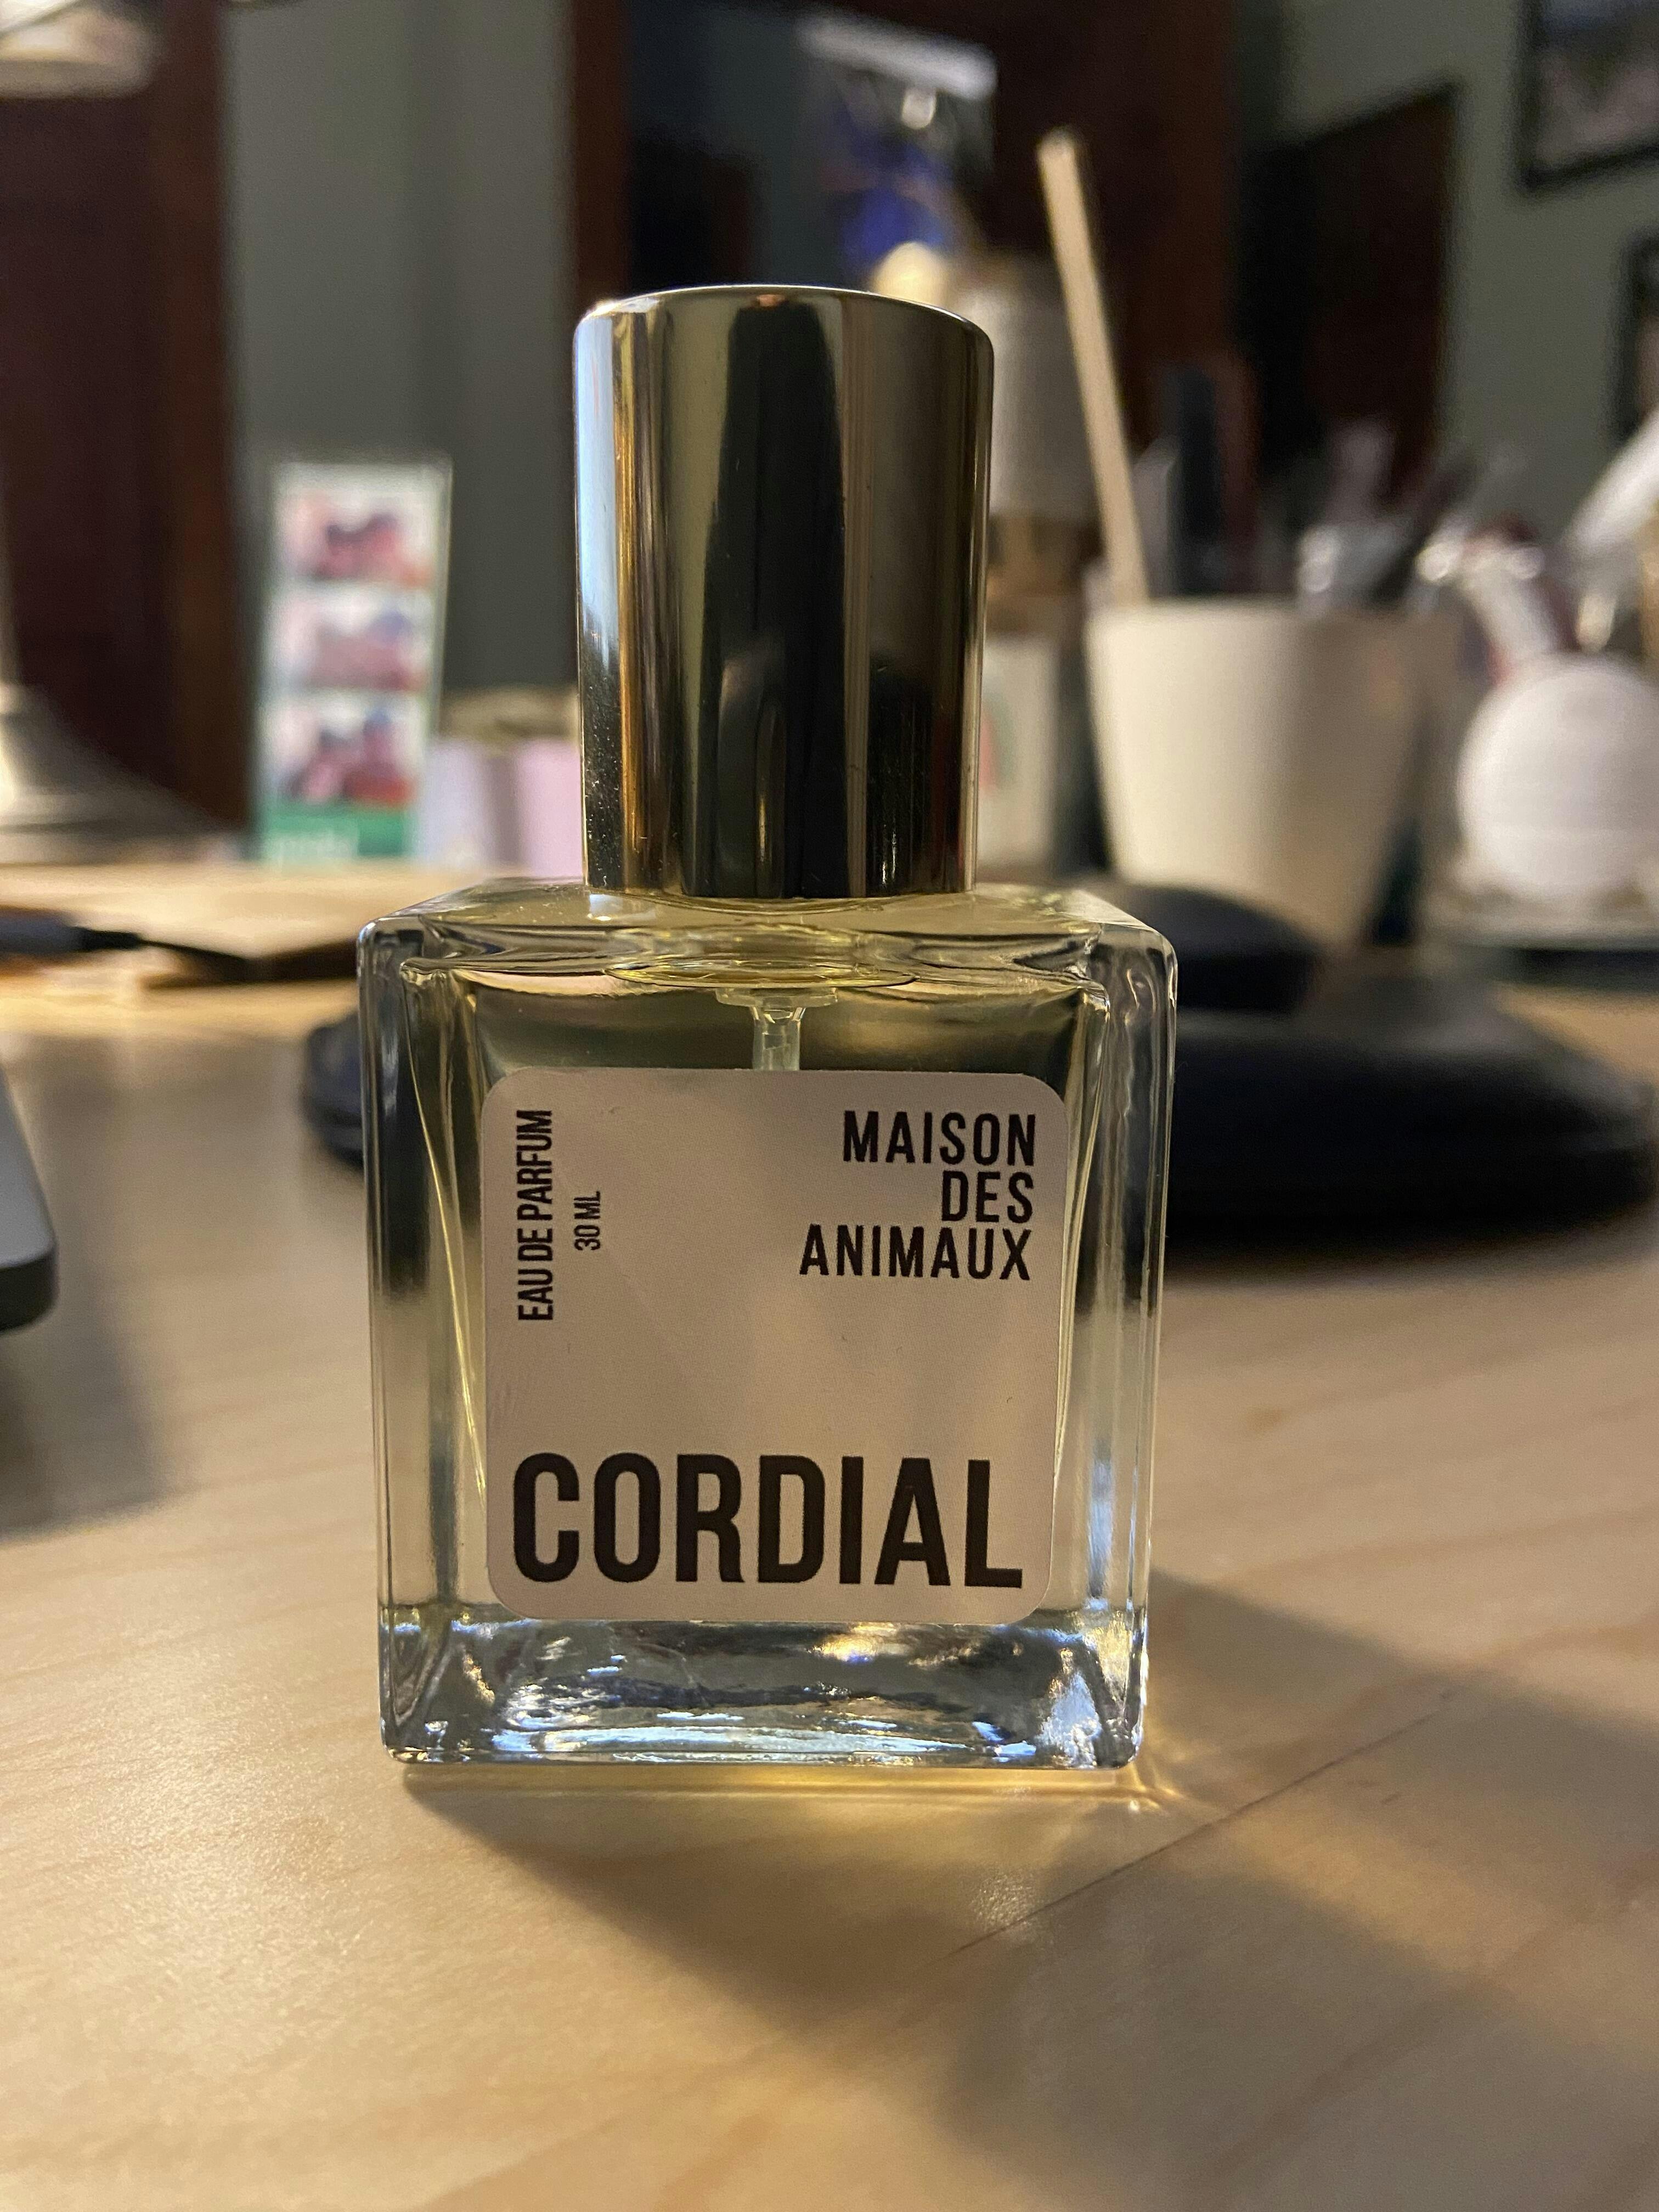 EAU DE PARFUM
30 ML
MAISON
DES
ANIMAUX
CORDIAL